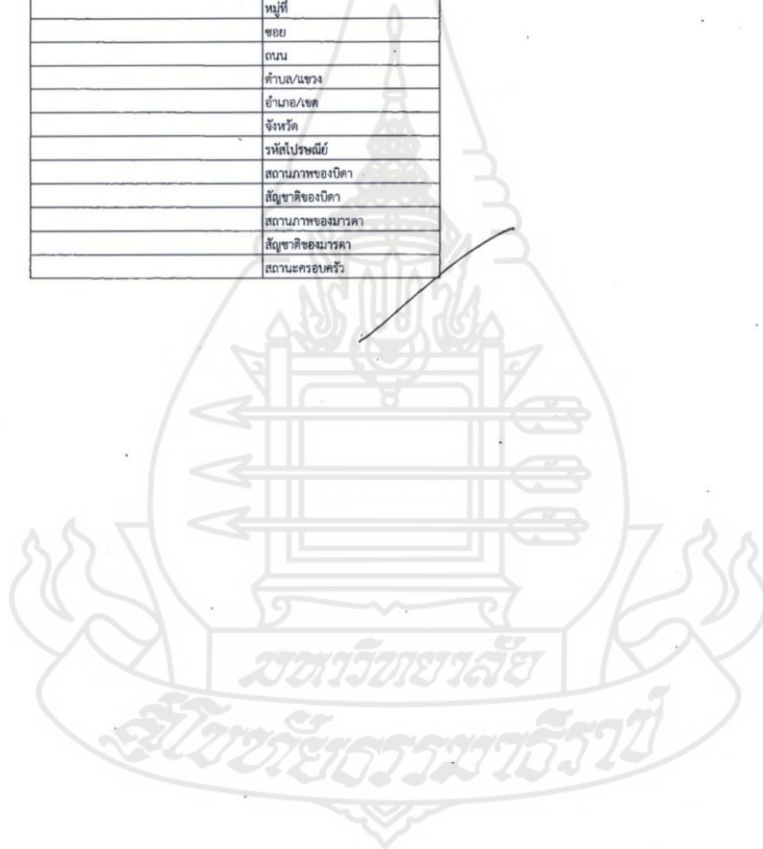 หมู่ที่
ซอย
ถนน
ตำบล/แขวง
อำเภอ/เขต
จังหวัด
รหัสไปรษณีย์
สถานภาพของบิดา
สัญชาติของบิดา
สถานภาพของมารดา
สัญชาติของมารดา
สถานะครอบครัว
มหาวิทยาลัย
สุโขทัยธรรมาธิราช